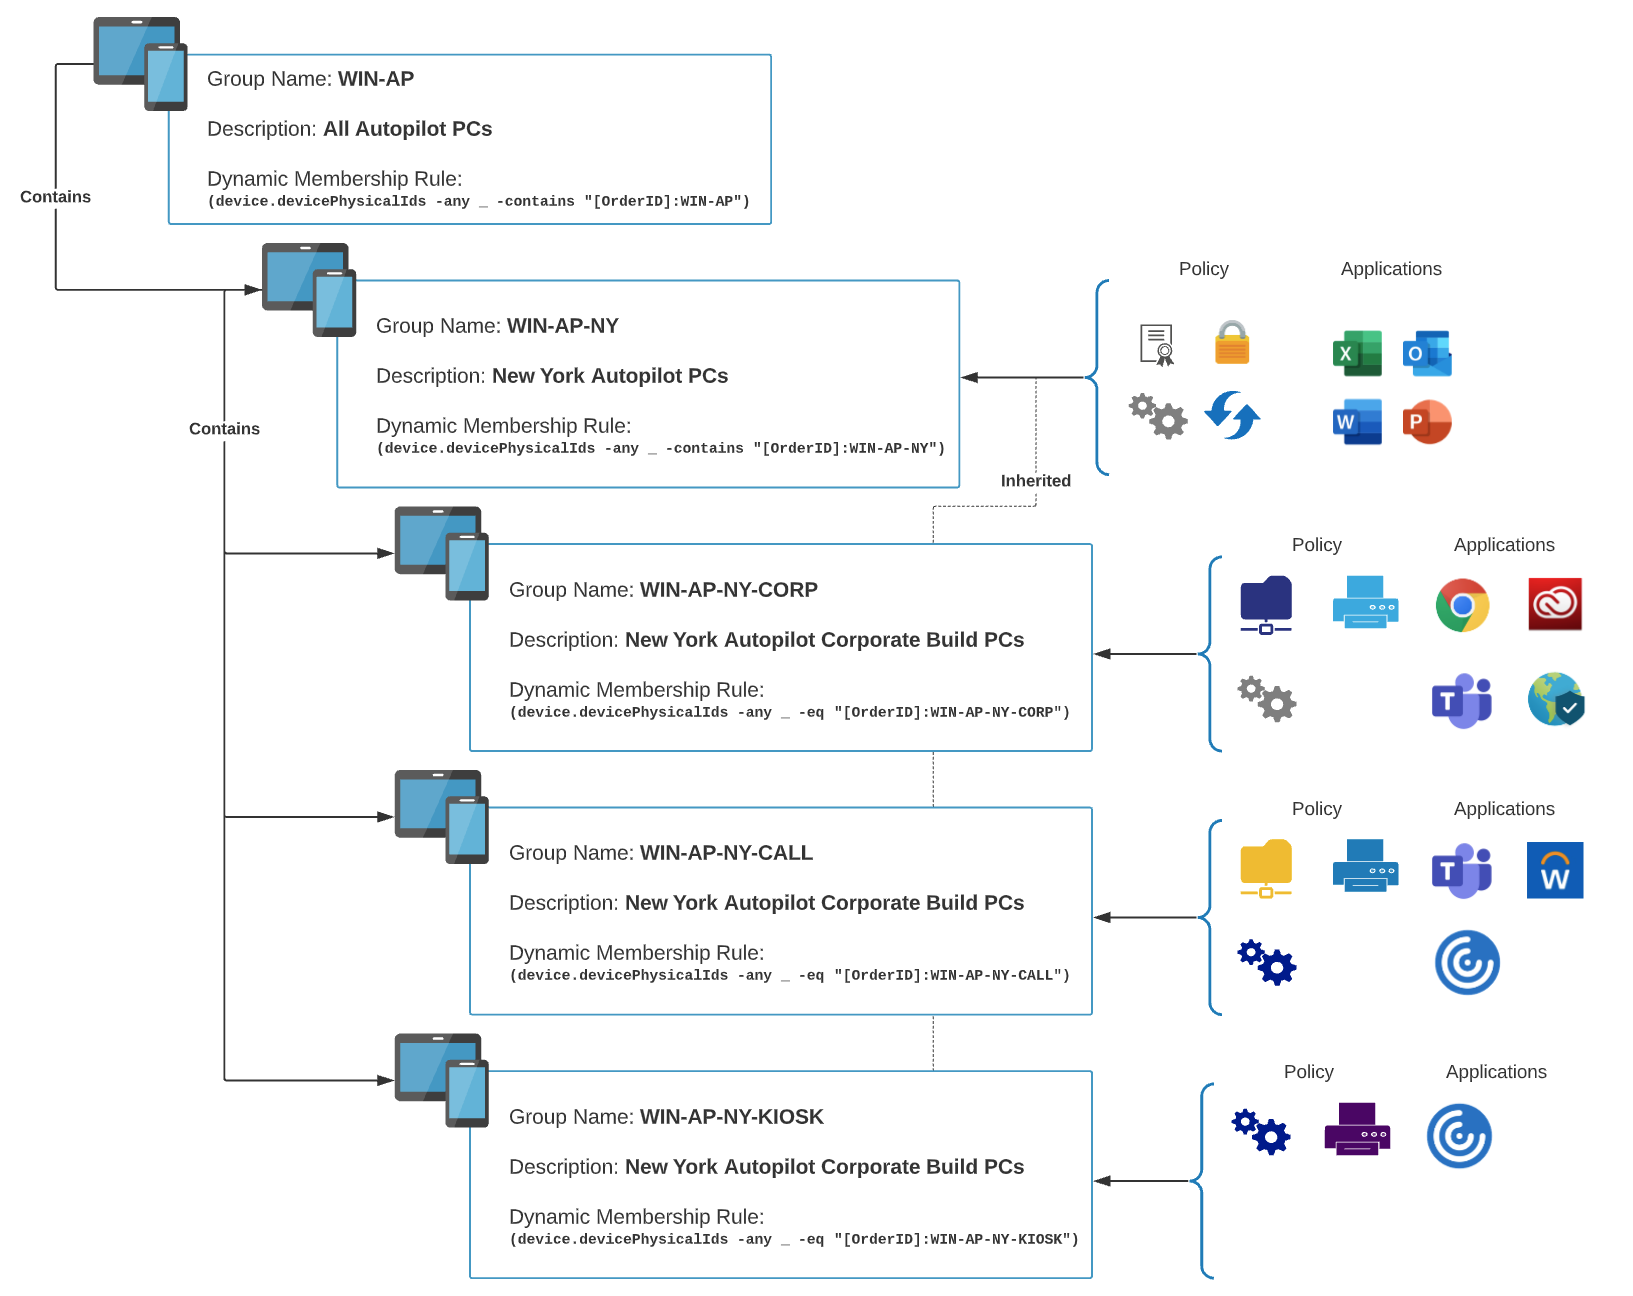 Group Name: WIN-AP
Description: All Autopilot PCs
Dynamic Membership Rule:
(device.devicePhysicalIds -any _ -contains "[OrderID]:WIN-AP")
Contains
Policy
Applications
Group Name: WIN-AP-NY
Description: New York Autopilot PCs
Dynamic Membership Rule:
(device.devicePhysicalIds -any _ -contains "[OrderID]:WIN-AP-NY")
X
O
W
P
Contains
Inherited
Policy
Applications
Group Name: WIN-AP-NY-CORP
Description: New York Autopilot Corporate Build PCs
Dynamic Membership Rule:
(device.devicePhysicalIds -any _ -eq "[OrderID]:WIN-AP-NY-CORP")
T
Policy
Applications
Group Name: WIN-AP-NY-CALL
Description: New York Autopilot Corporate Build PCs
Dynamic Membership Rule:
(device.devicePhysicalIds -any _ -eq "[OrderID]:WIN-AP-NY-CALL")
T
W
Policy
Applications
Group Name: WIN-AP-NY-KIOSK
Description: New York Autopilot Corporate Build PCs
Dynamic Membership Rule:
(device.devicePhysicalIds -any _ -eq "[OrderID]:WIN-AP-NY-KIOSK")